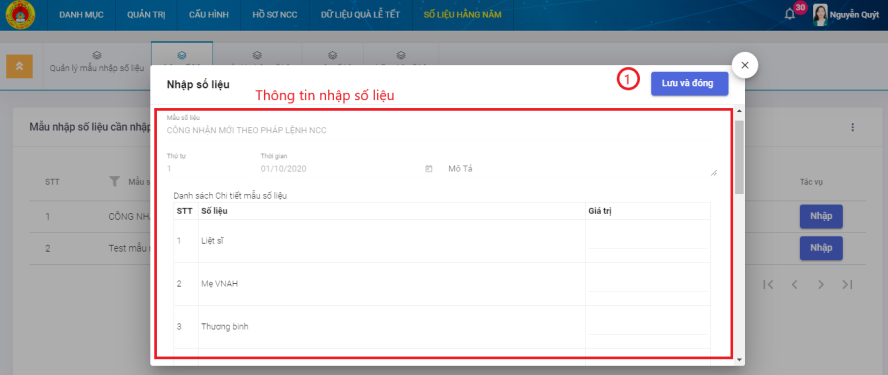 DANH MỤC QUẢN TRỊ CẤU HÌNH HỒ SƠ NCC DỮ LIỆU QUÀ LỄ TẾT SỐ LIỆU HẰNG NĂM 30 Nguyễn Quýt
Quản lý mẫu nhập số liệu
Nhập số liệu 1 Lưu và đóng
Thông tin nhập số liệu
Mẫu số liệu
CÔNG NHẬN MỚI THEO PHÁP LỆNH NCC
Mẫu nhập số liệu cần nhập
Thứ tự Thời gian
1 01/10/2020 Mô Tả
STT Mẫu s Tác vụ
Danh sách Chi tiết mẫu số liệu
STT Số liệu Giá trị
1 CÔNG NH Nhập
1 Liệt sĩ
2 Test mẫu Nhập
2 Mẹ VNAH
3 Thương binh